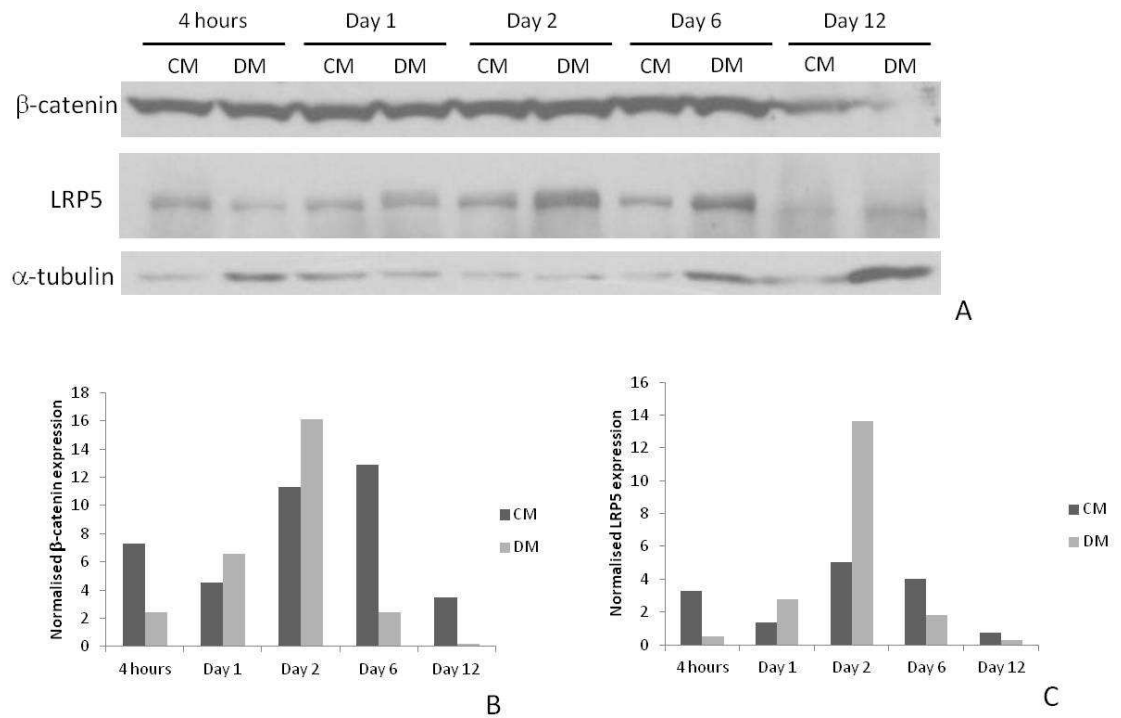 4 hours Day 1 Day 2 Day 6 Day 12
CM DM CM DM CM DM CM DM CM DM
β-catenin
LRP5
α-tubulin
A
Normalised β-catenin expression
18
16
14
12
10
8
6
4
2
0
4 hours Day 1 Day 2 Day 6 Day 12
CM
DM
B
Normalised LRP5 expression
16
14
12
10
8
6
4
2
0
4 hours Day 1 Day 2 Day 6 Day 12
CM
DM
C